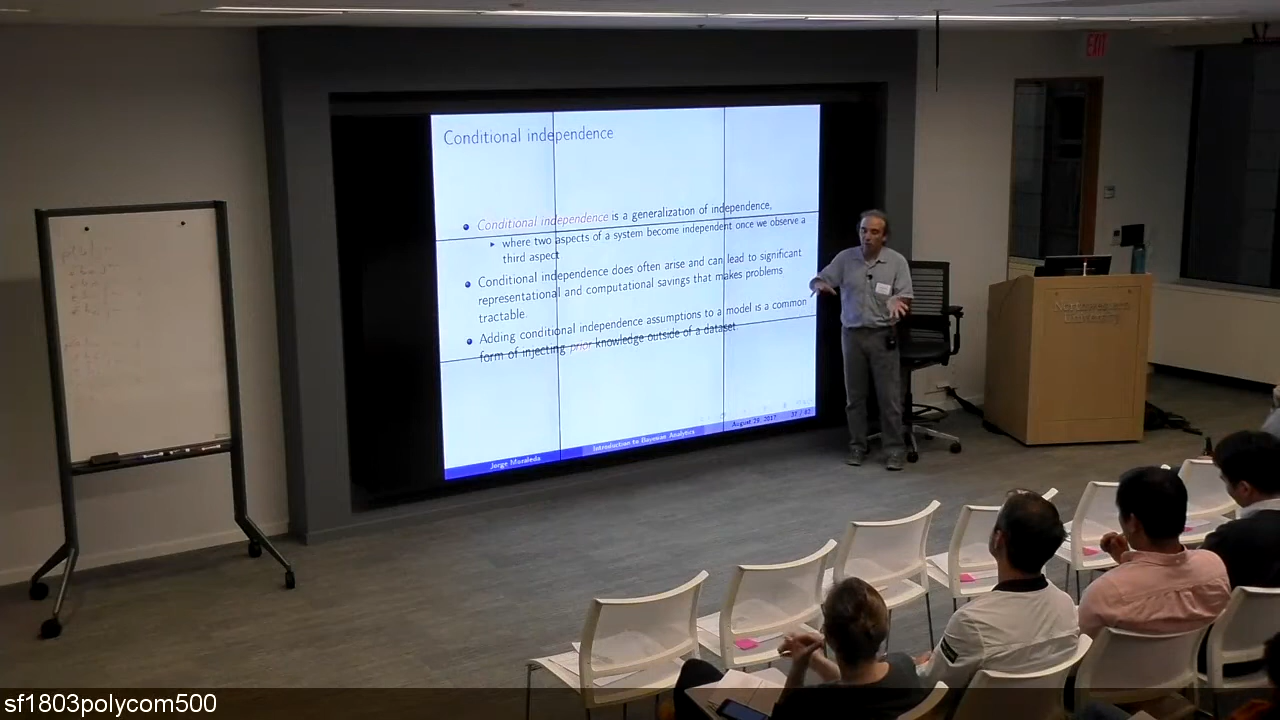 EXIT
Conditional independence
Conditional independence is a generalization of independence,
where two aspects of a system become independent once we observe a
third aspect
Conditional independence does often arise and can lead to significant
representational and computational savings that makes problems
tractable.
Adding conditional independence assumptions to a model is a common
form of injecting prior knowledge outside of a dataset.
Jorge Moraleda
Introduction to Bayesian Analytics
August 29, 2017
Northwestern
University
sf1803polycom500